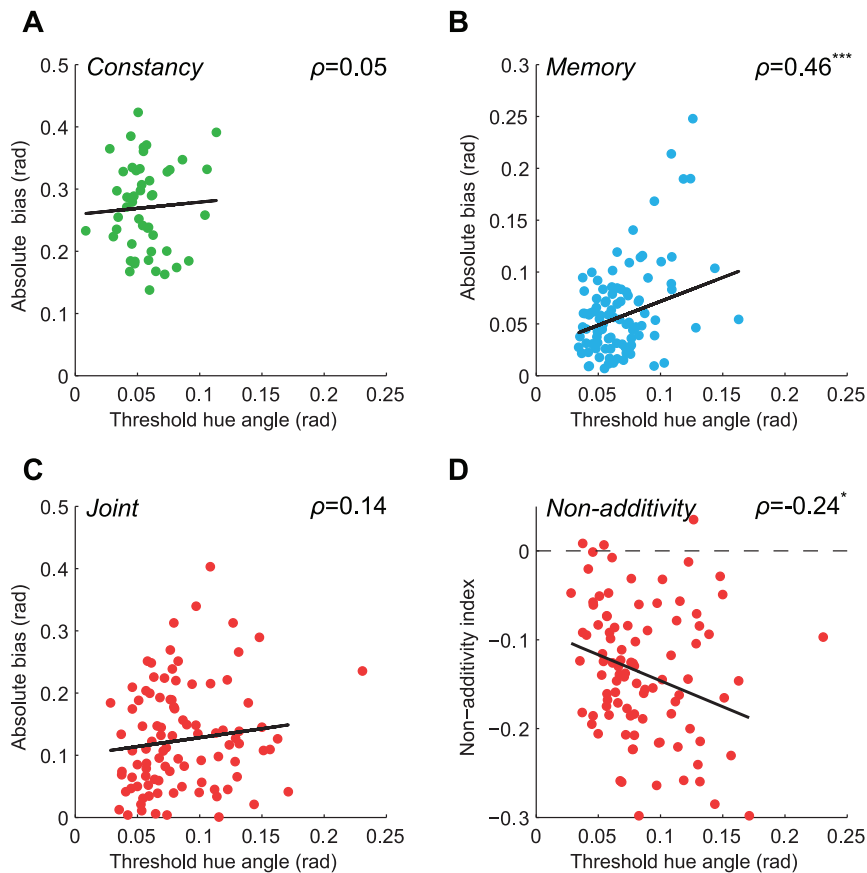 A
Constancy ρ=0.05
0.5
0.4
0.3
0.2
0.1
0
Absolute bias (rad)
0 0.05 0.1 0.15 0.2 0.25
Threshold hue angle (rad)
B
Memory ρ=0.46***
0.3
0.25
0.2
0.15
0.1
0.05
0
Absolute bias (rad)
0 0.05 0.1 0.15 0.2 0.25
Threshold hue angle (rad)
C
Joint ρ=0.14
0.5
0.4
0.3
0.2
0.1
0
Absolute bias (rad)
0 0.05 0.1 0.15 0.2 0.25
Threshold hue angle (rad)
D
Non-additivity ρ=-0.24*
0
−0.1
−0.2
−0.3
Non−additivity index
0 0.05 0.1 0.15 0.2 0.25
Threshold hue angle (rad)